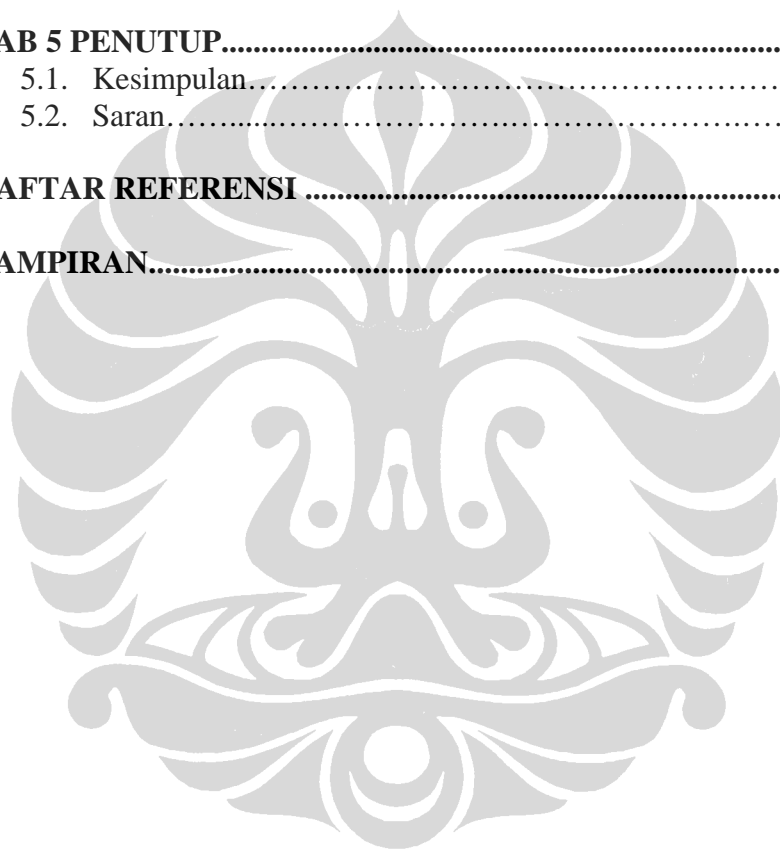 AB 5 PENUTUP..........................................................................................
5.1. Kesimpulan……………………………………………………
5.2. Saran……......…………………….……………………….……
AFTAR REFERENSI ..............................................................................
AMPIRAN.....................................................................................................